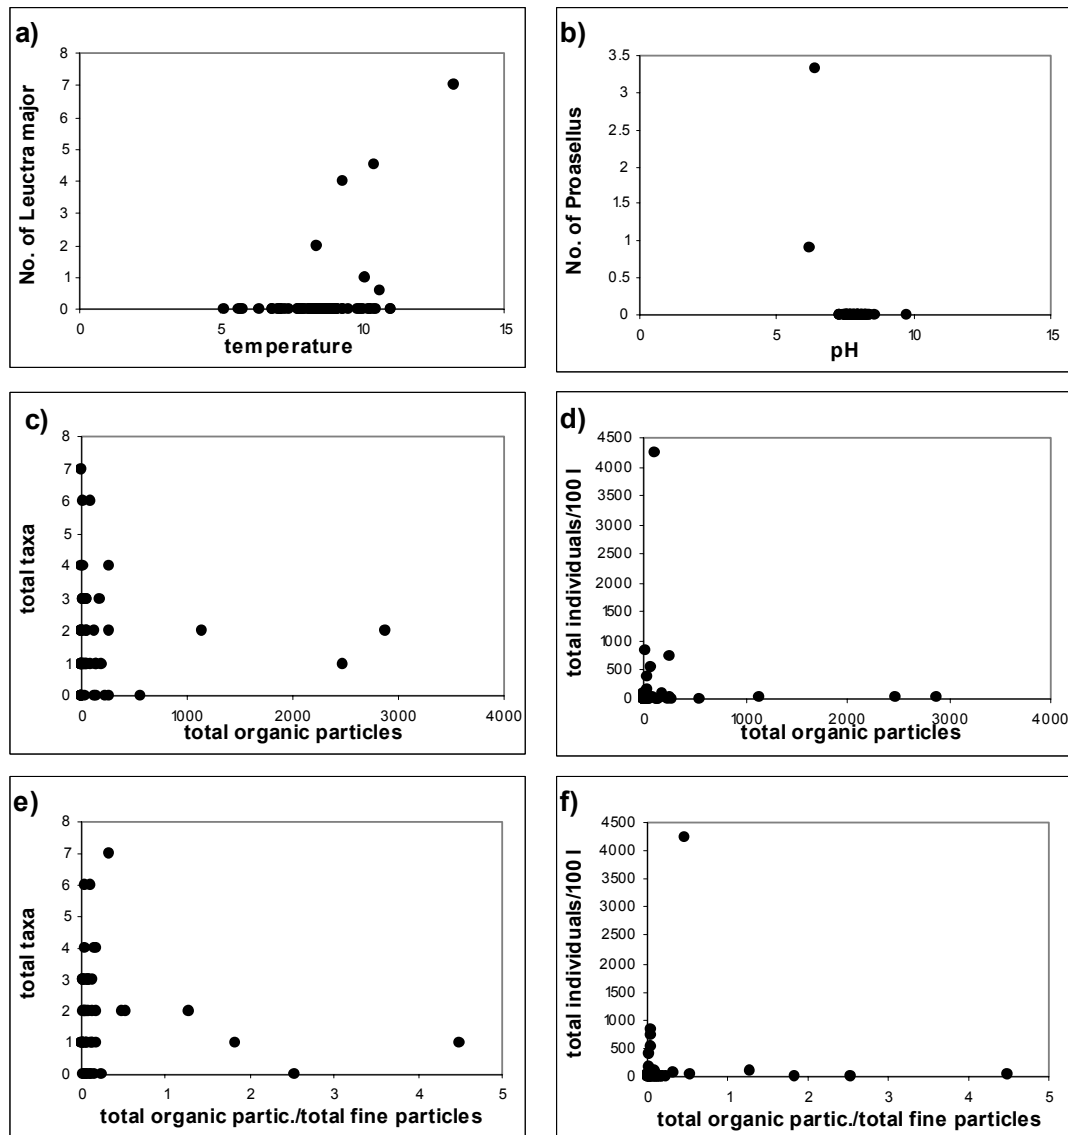 a)
8
7
6
5
4
3
2
1
0
No. of Leuctra major
0 5 10 15
temperature
b)
3.5
3
2.5
2
1.5
1
0.5
0
No. of Proasellus
0 5 10 15
pH
c)
8
7
6
5
4
3
2
1
0
total taxa
0 1000 2000 3000 4000
total organic particles
d)
4500
4000
3500
3000
2500
2000
1500
1000
500
0
total individuals/100 l
0 1000 2000 3000 4000
total organic particles
e)
8
7
6
5
4
3
2
1
0
total taxa
0 1 2 3 4 5
total organic partic./total fine particles
f)
4500
4000
3500
3000
2500
2000
1500
1000
500
0
total individuals/100 l
0 1 2 3 4 5
total organic partic./total fine particles